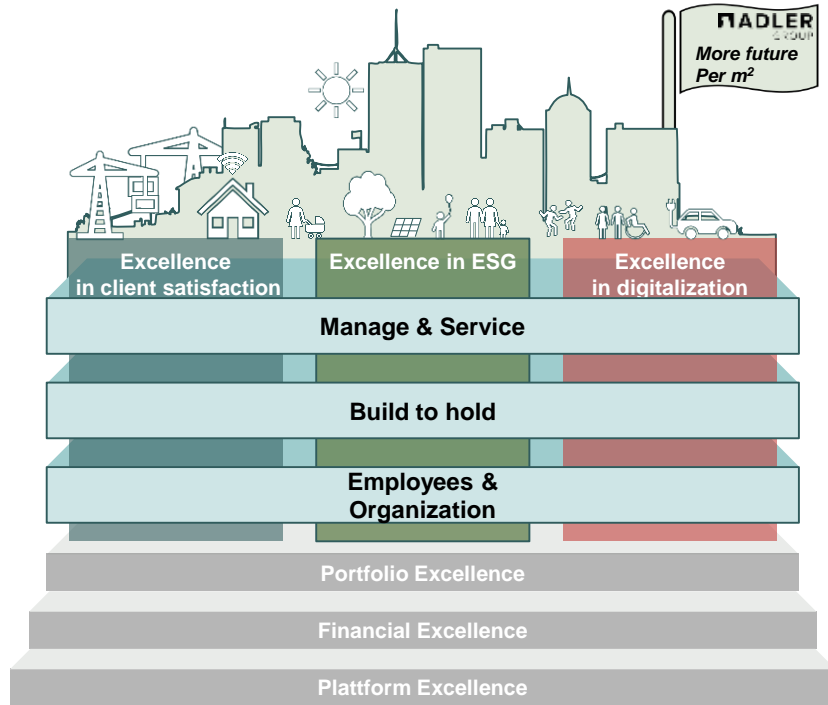 ADLER
GROUP
More future
Per m²
Excellence
in client satisfaction
Excellence in ESG
Excellence
in digitalization
Manage & Service
Build to hold
Employees &
Organization
Portfolio Excellence
Financial Excellence
Plattform Excellence